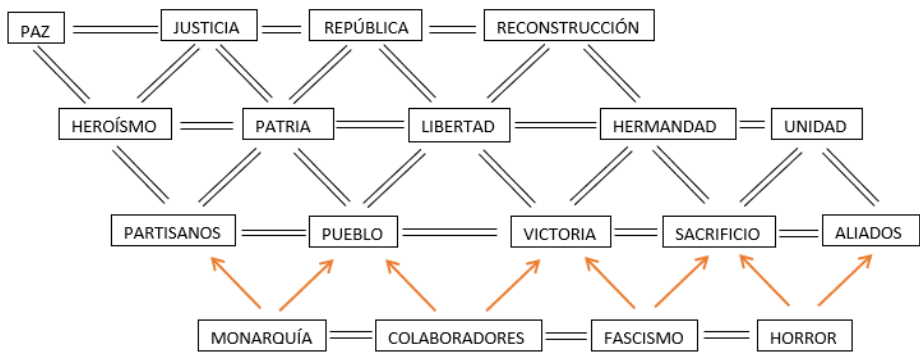 PAZ JUSTICIA REPÚBLICA RECONSTRUCCIÓN
HEROÍSMO PATRIA LIBERTAD HERMANDAD UNIDAD
PARTISANOS PUEBLO VICTORIA SACRIFICIO ALIADOS
MONARQUÍA COLABORADORES FASCISMO HORROR